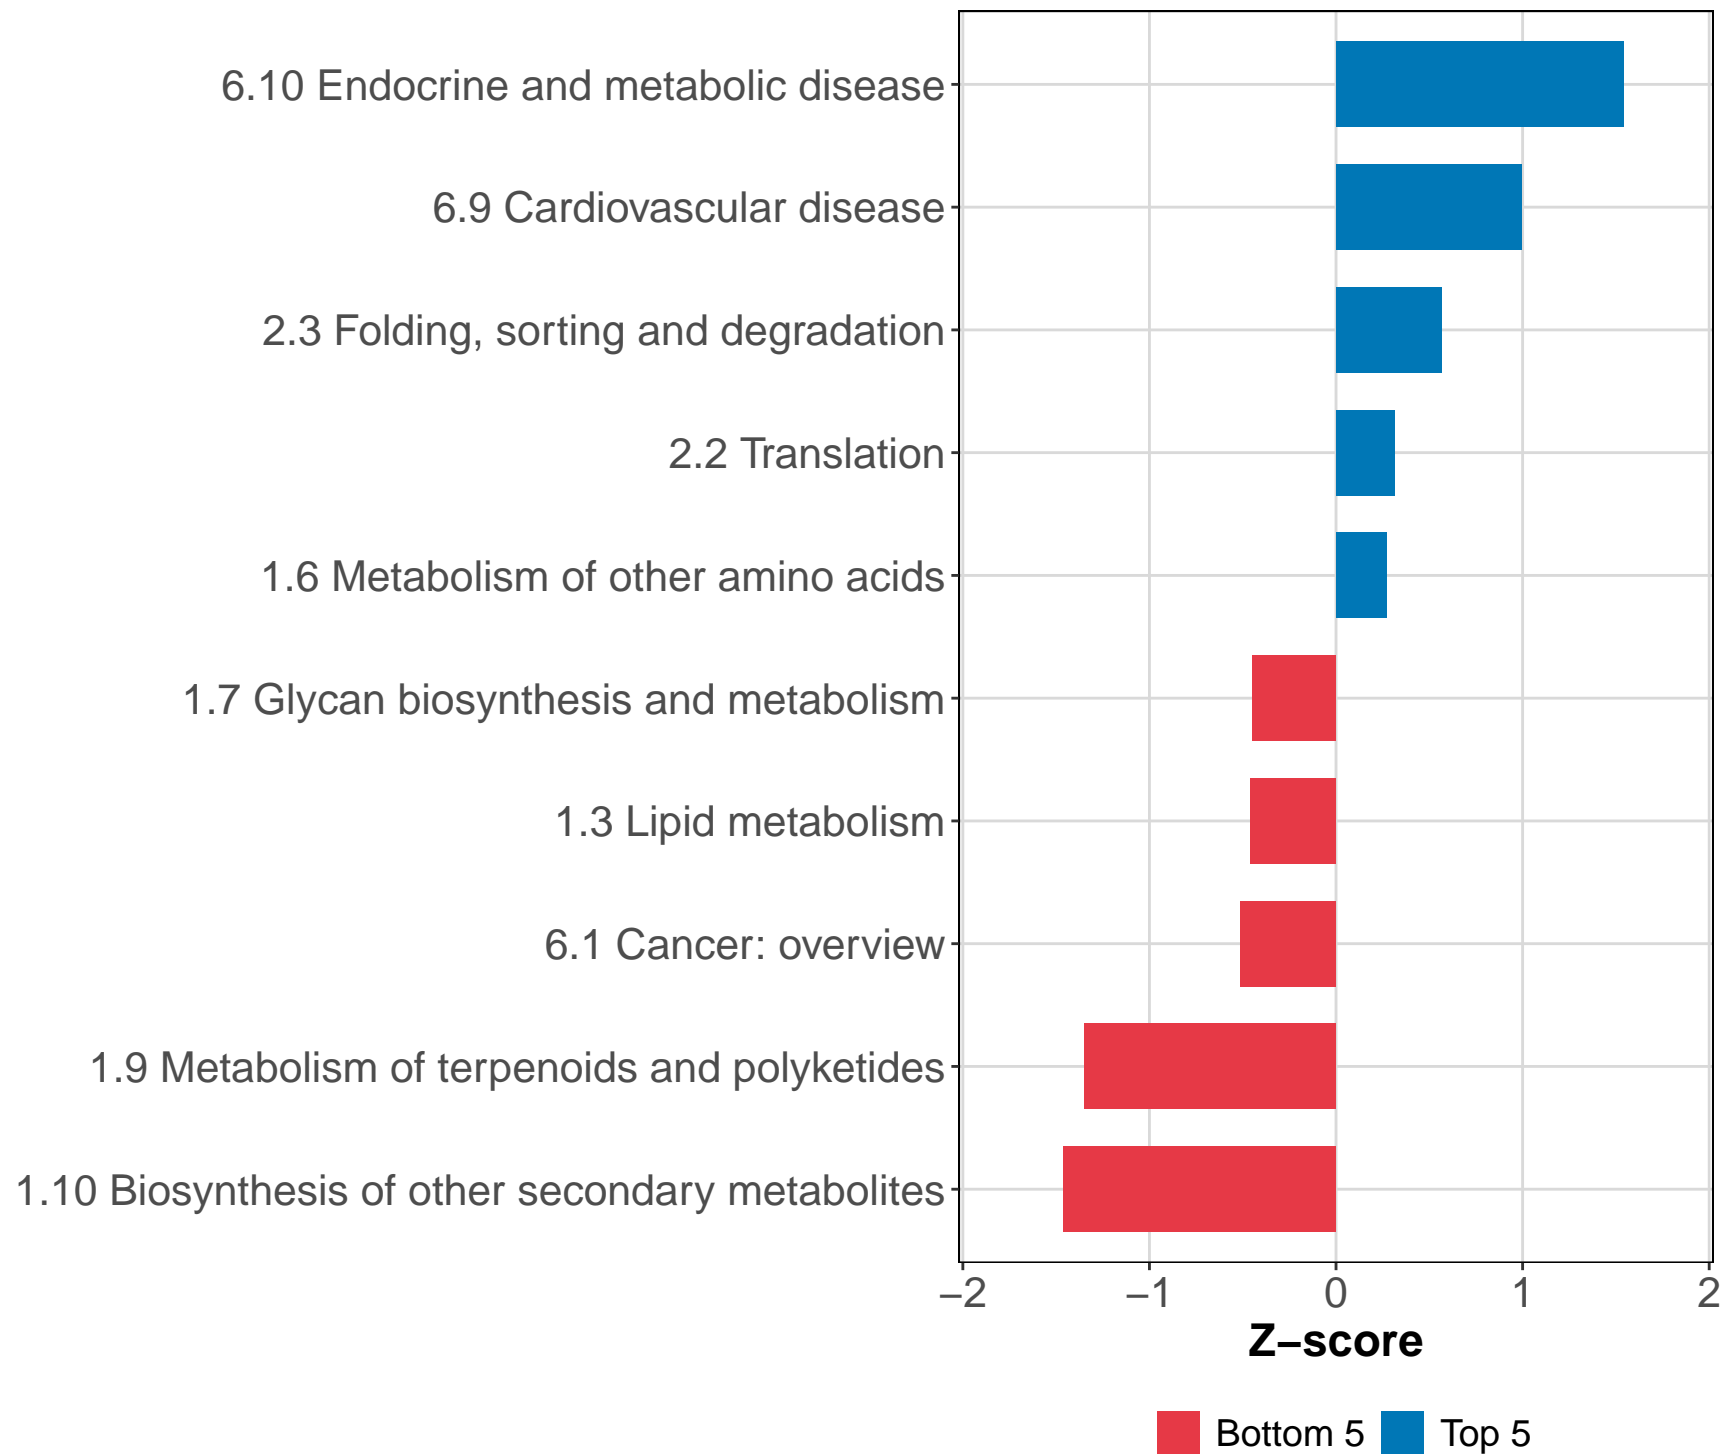 6.10 Endocrine and metabolic disease
6.9 Cardiovascular disease
2.3 Folding, sorting and degradation
2.2 Translation
1.6 Metabolism of other amino acids
1.7 Glycan biosynthesis and metabolism
1.3 Lipid metabolism
6.1 Cancer: overview
1.9 Metabolism of terpenoids and polyketides
1.10 Biosynthesis of other secondary metabolites
−2 −1 0 1 2
Z−score
Bottom 5 Top 5